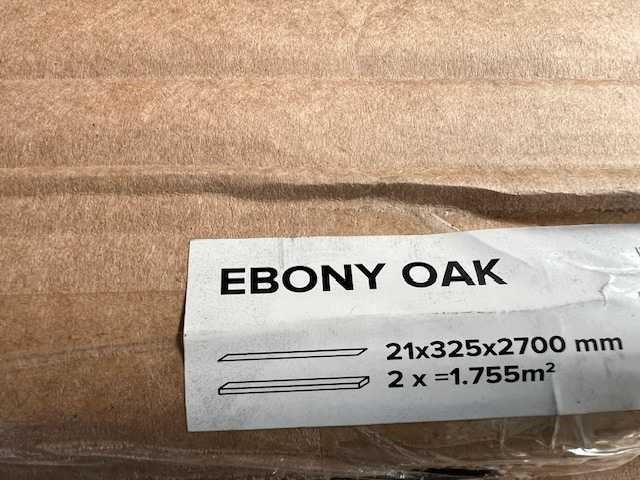 EBONY OAK
21x325x2700 mm
2 x =1.755m²